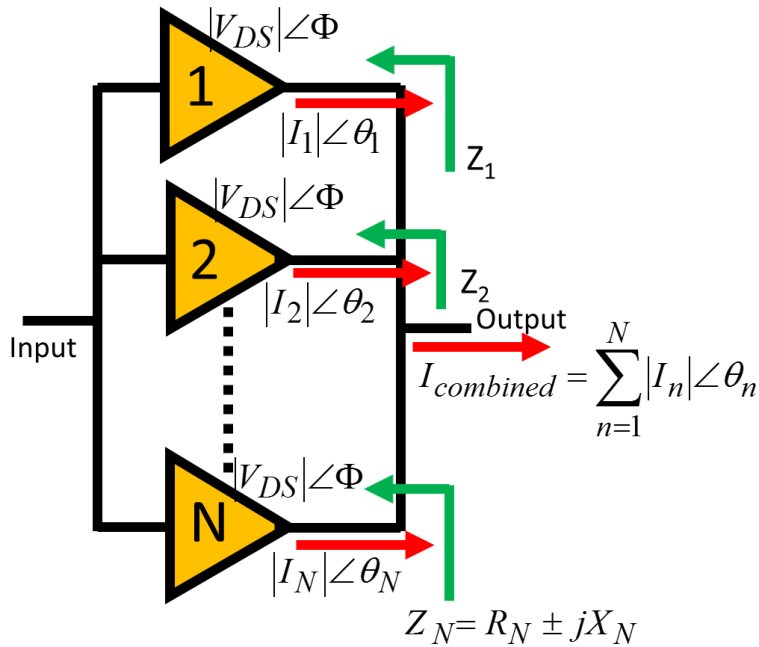 |V_DS|∠Φ
1
|I_1|∠θ_1
Z_1
|V_DS|∠Φ
2
|I_2|∠θ_2
Z_2
Input
Output
I_combined = \sum_{n=1}^{N} |I_n|∠θ_n
|V_DS|∠Φ
N
|I_N|∠θ_N
Z_N = R_N ± jX_N